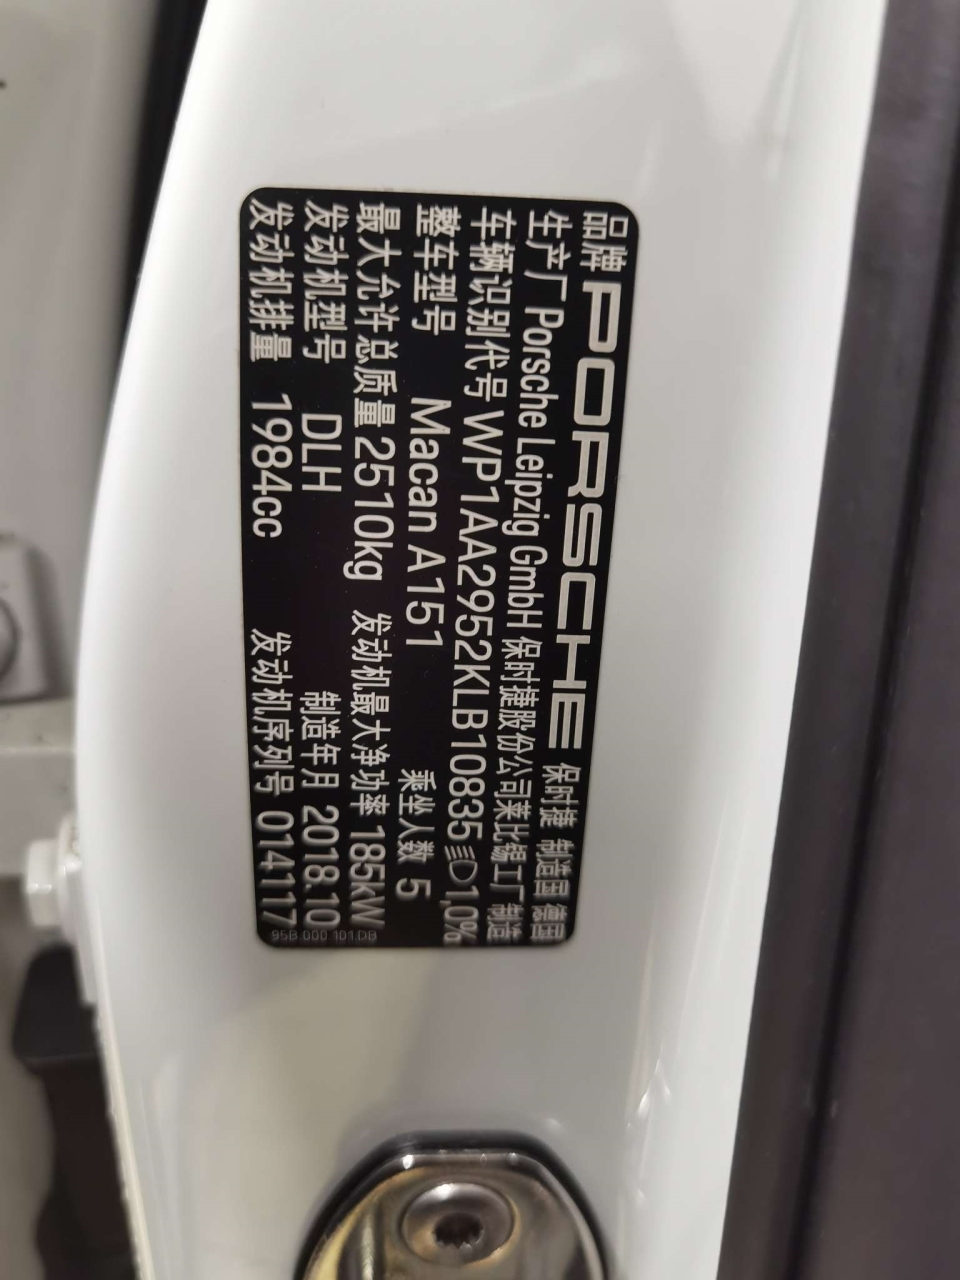 品牌 PORSCHE 保时捷 制造国 德国
生产厂 Porsche Leipzig GmbH 保时捷股份公司莱比锡工厂 制造
车辆识别代号 WP1AA2952KLB10835 1,0%
整车型号 Macan A151 乘坐人数 5
最大允许总质量 2510kg 发动机最大净功率 185kW
发动机型号 DLH 制造年月 2018.10
发动机排量 1984cc 发动机序列号 014117
95B 000 101 DB